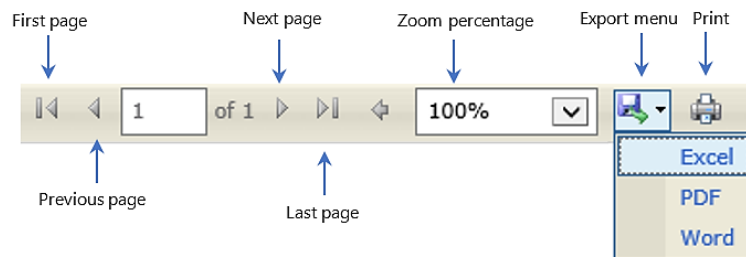 First page
Next page
Zoom percentage
Export menu
Print
1
of 1
100%
Excel
PDF
Word
Previous page
Last page